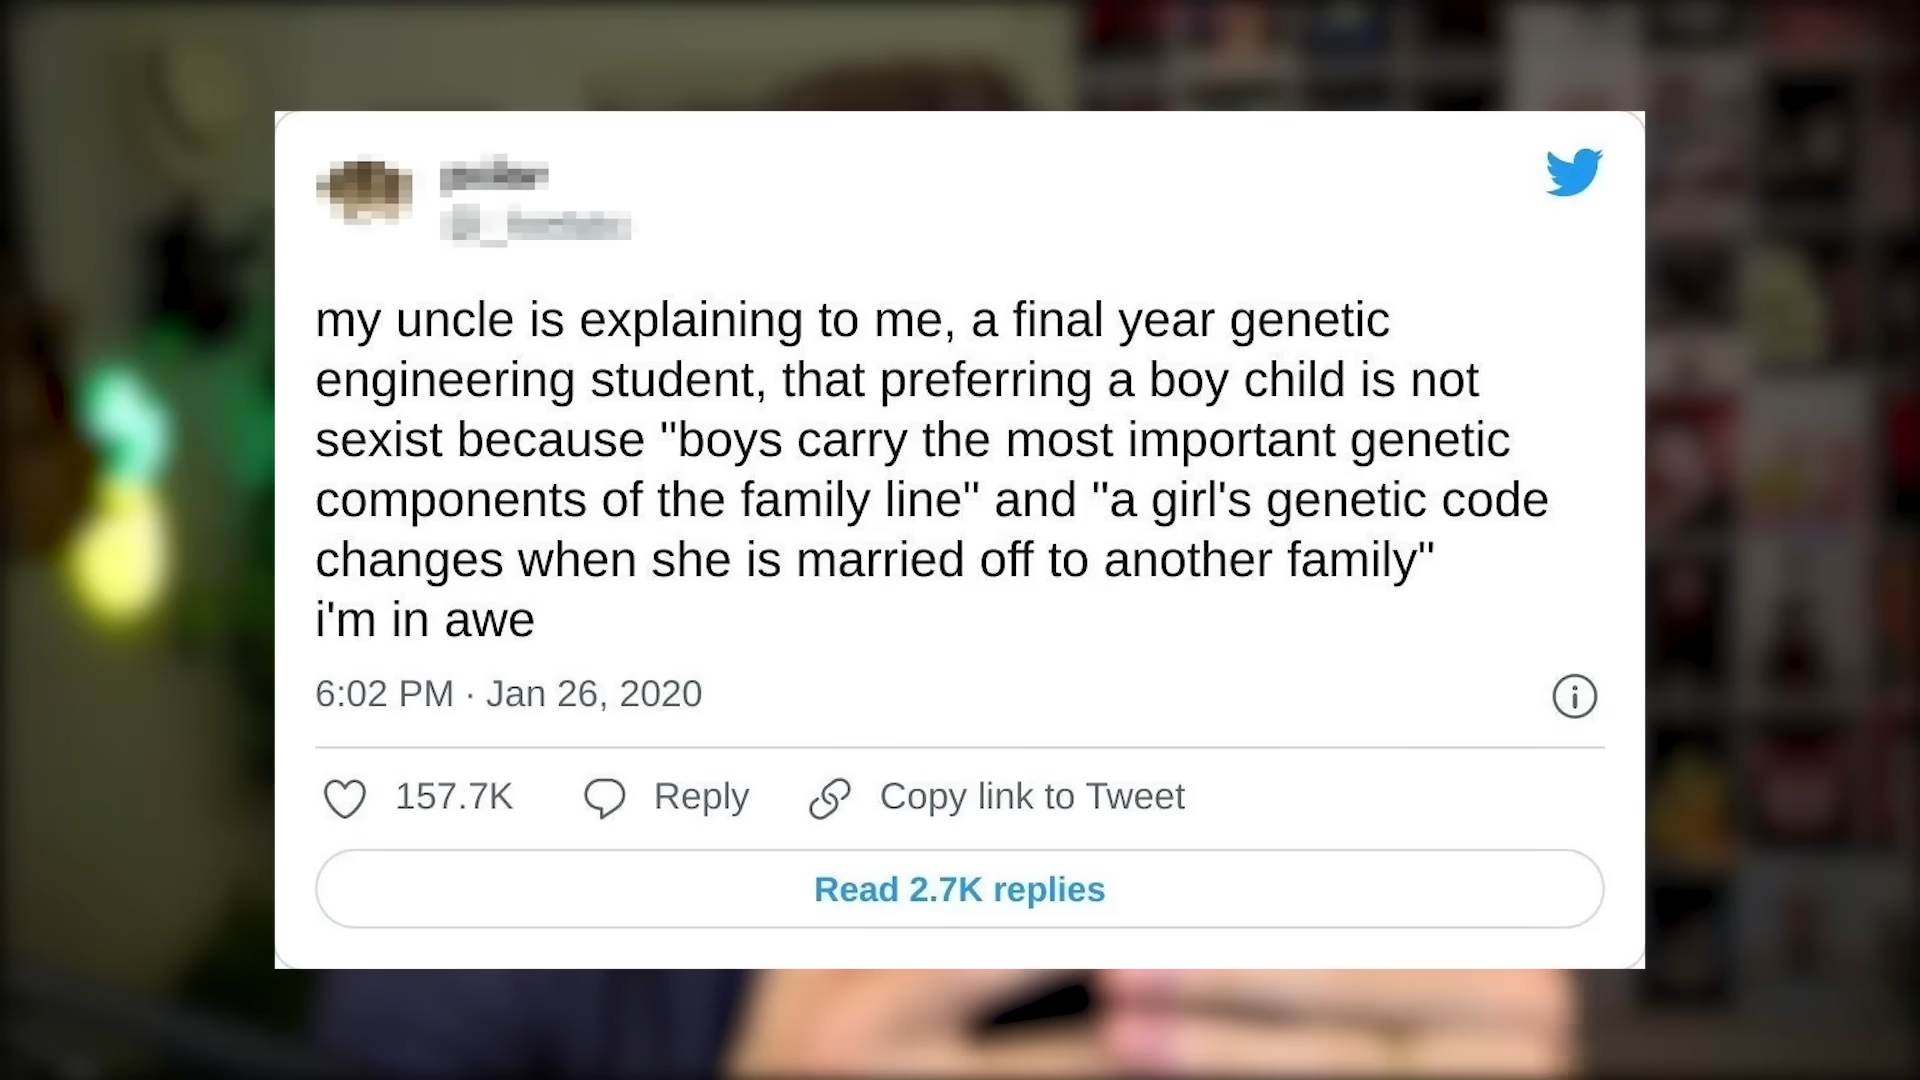 my uncle is explaining to me, a final year genetic
engineering student, that preferring a boy child is not
sexist because "boys carry the most important genetic
components of the family line" and "a girl's genetic code
changes when she is married off to another family"
i'm in awe
6:02 PM · Jan 26, 2020
157.7K Reply Copy link to Tweet
Read 2.7K replies